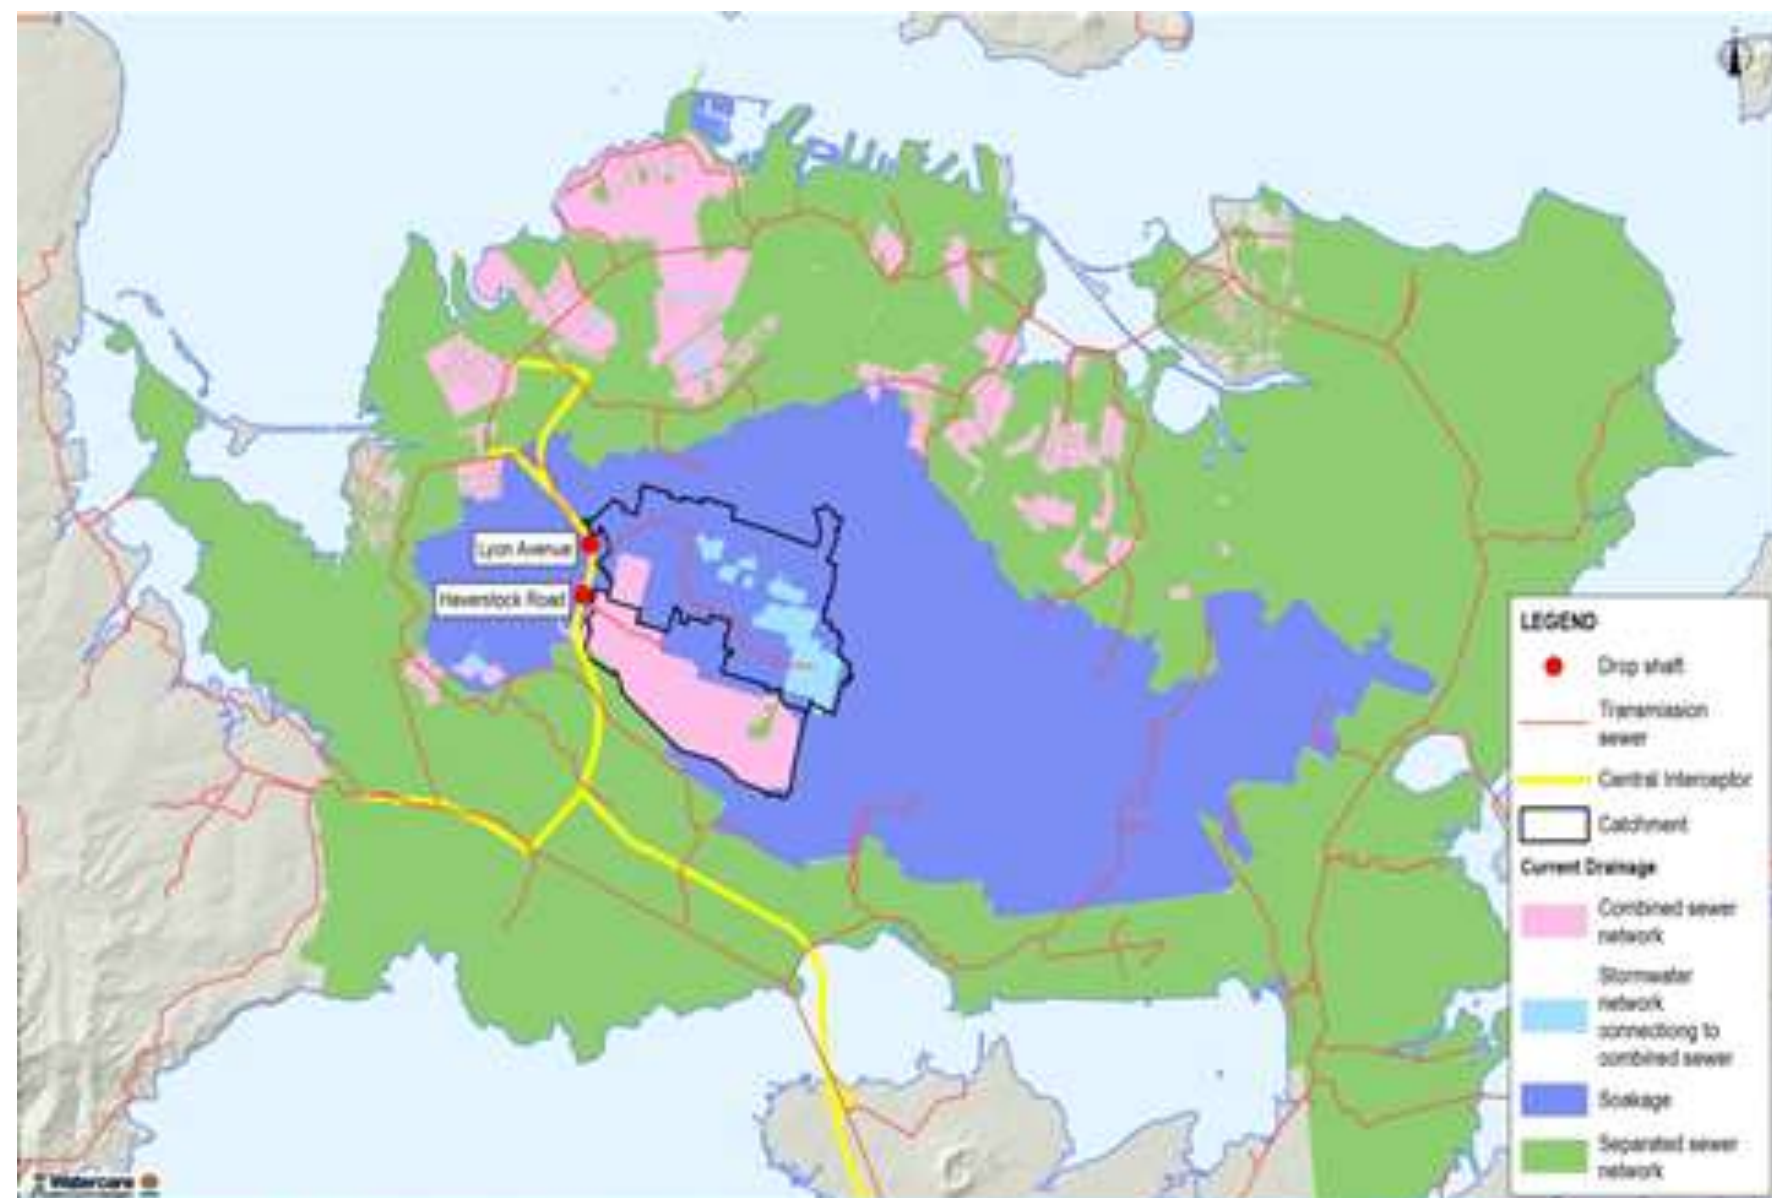 Lyon Avenue
Haverstock Road
LEGEND
Drop shaft
Transmission
sewer
Central Interceptor
Catchment
Current Drainage
Combined sewer
network
Stormwater
network
connectiong to
combined sewer
Soakage
Separated sewer
network
Watercare